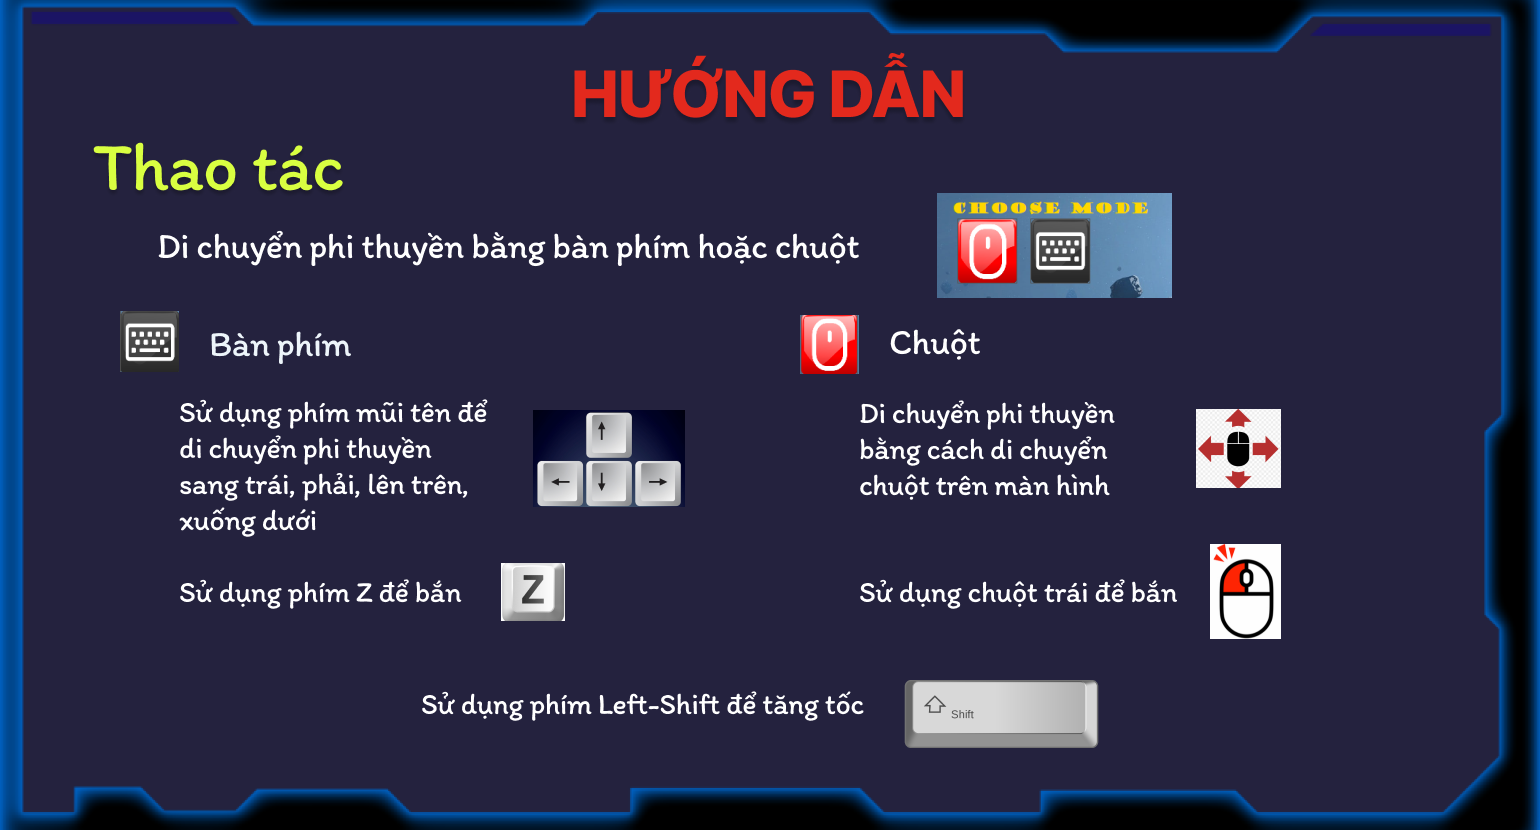 HƯỚNG DẪN
Thao tác
CHOOSE MODE
Di chuyển phi thuyền bằng bàn phím hoặc chuột
Bàn phím
Sử dụng phím mũi tên để
di chuyển phi thuyền
sang trái, phải, lên trên,
xuống dưới
Sử dụng phím Z để bắn
Z
Chuột
Di chuyển phi thuyền
bằng cách di chuyển
chuột trên màn hình
Sử dụng chuột trái để bắn
Sử dụng phím Left-Shift để tăng tốc
Shift